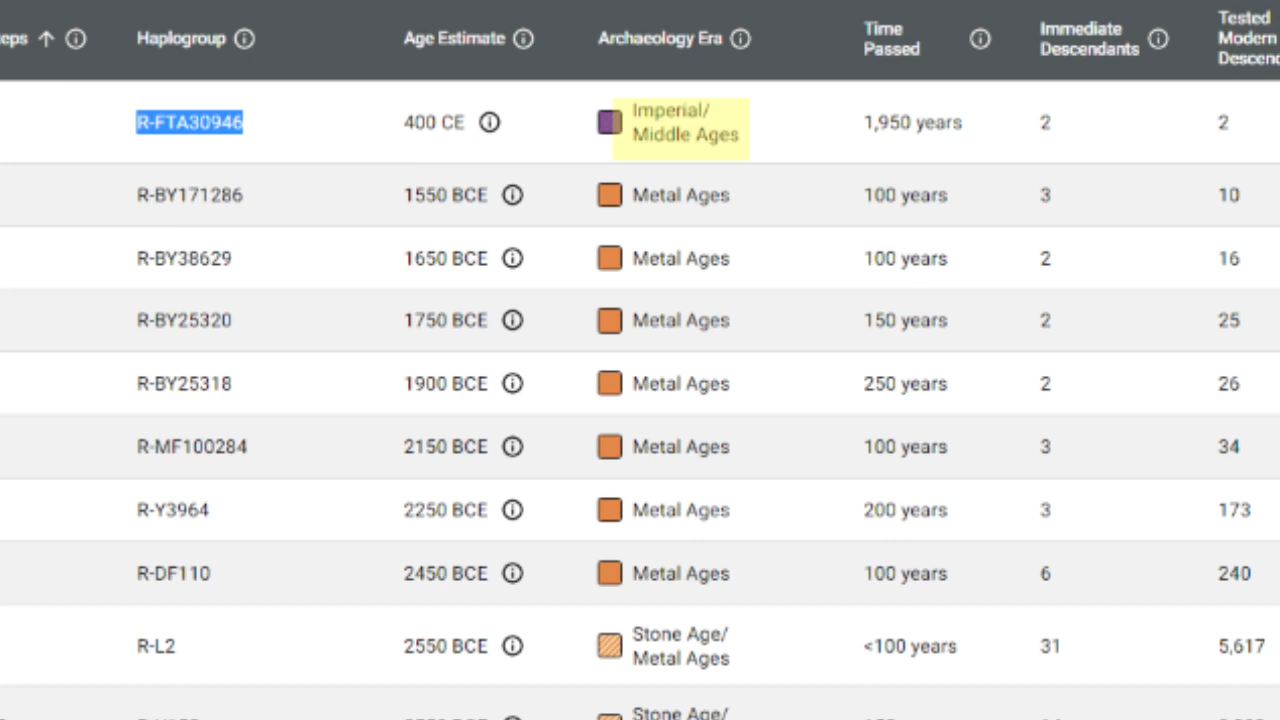 eps ↑ Haplogroup Age Estimate Archaeology Era Time Passed Immediate Descendants Tested Modern Descen
R-FTA30946 400 CE Imperial/ Middle Ages 1,950 years 2 2
R-BY171286 1550 BCE Metal Ages 100 years 3 10
R-BY38629 1650 BCE Metal Ages 100 years 2 16
R-BY25320 1750 BCE Metal Ages 150 years 2 25
R-BY25318 1900 BCE Metal Ages 250 years 2 26
R-MF100284 2150 BCE Metal Ages 100 years 3 34
R-Y3964 2250 BCE Metal Ages 200 years 3 173
R-DF110 2450 BCE Metal Ages 100 years 6 240
R-L2 2550 BCE Stone Age/ Metal Ages <100 years 31 5,617
Stone Age/